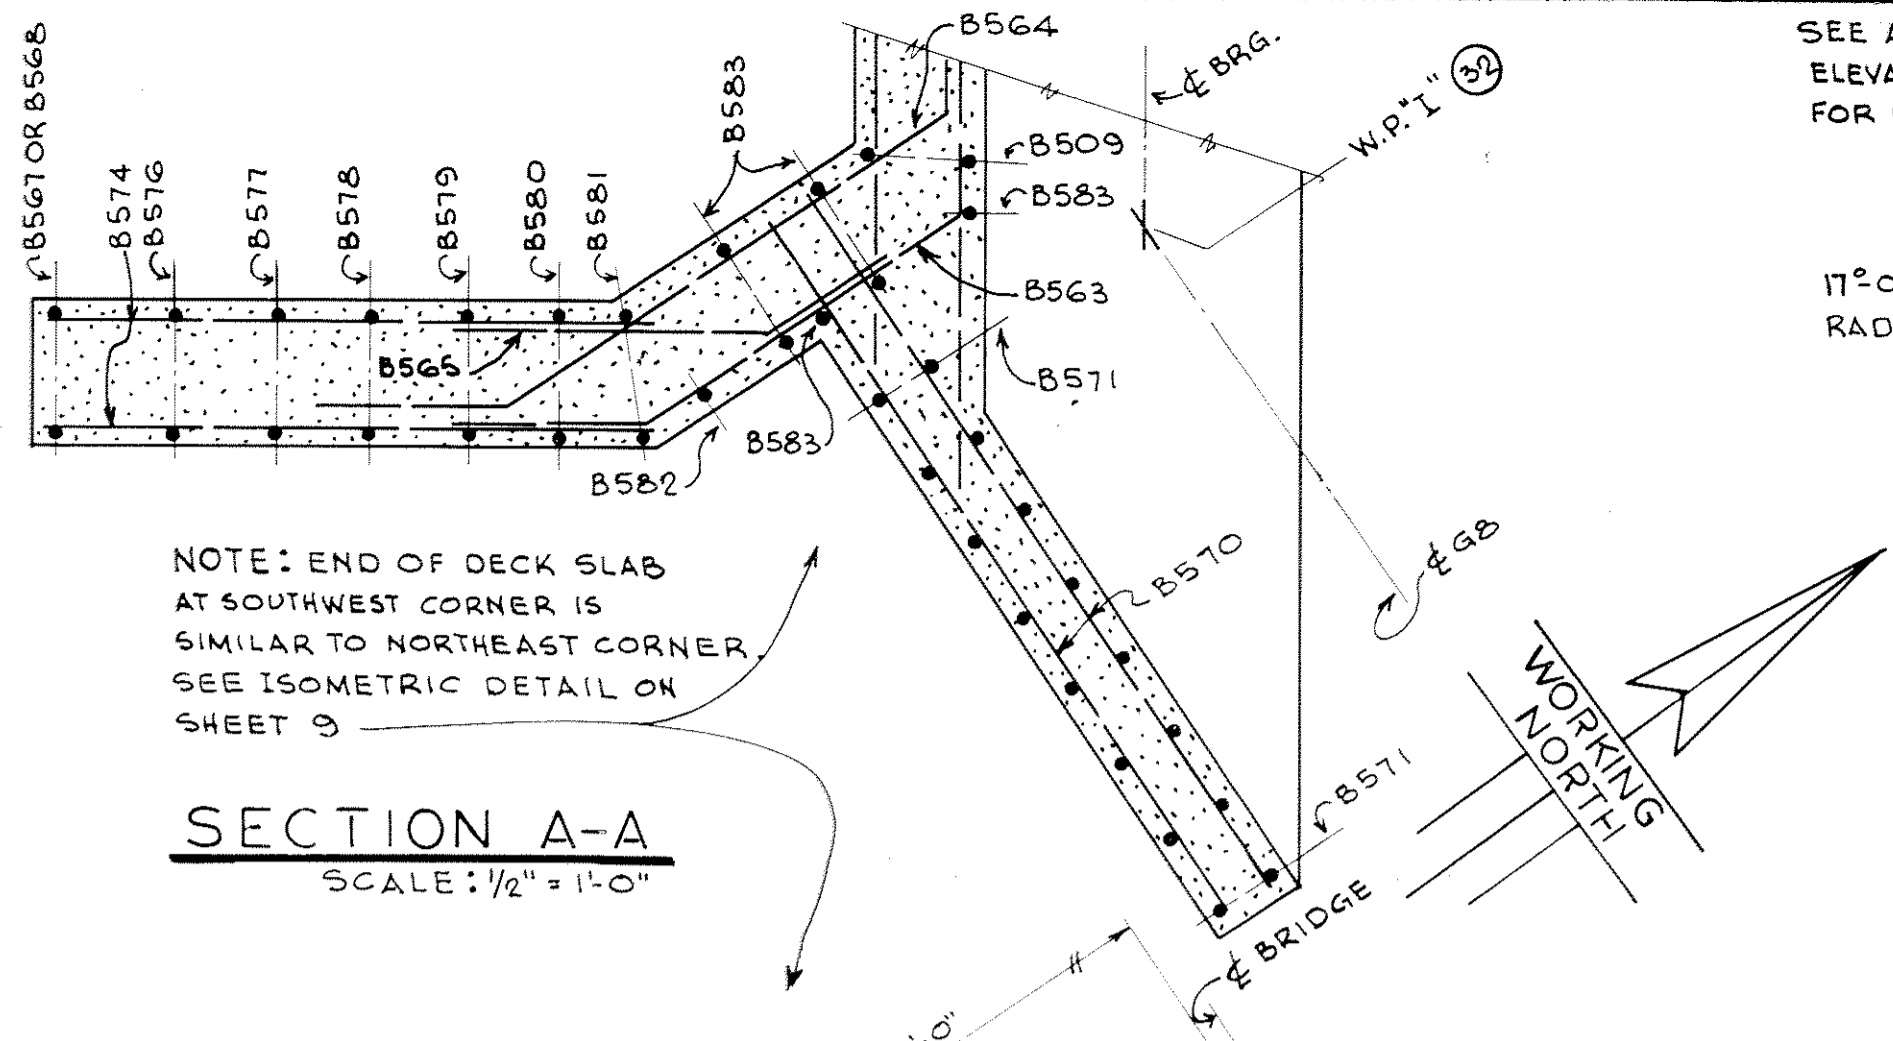 B567 OR B568
B574
B576
B577
B578
B579
B580
B581
B583
B564
℄ BRG.
W.P. "I" 32
B509
B583
B563
B571
B565
B583
B582
SEE
ELEVA
FOR
17°-0
RAD
NOTE: END OF DECK SLAB
AT SOUTHWEST CORNER IS
SIMILAR TO NORTHEAST CORNER.
SEE ISOMETRIC DETAIL ON
SHEET 9
B570
℄ G8
WORKING
NORTH
B571
℄ BRIDGE
SECTION A-A
SCALE: 1/2" = 1'-0"
'-0"